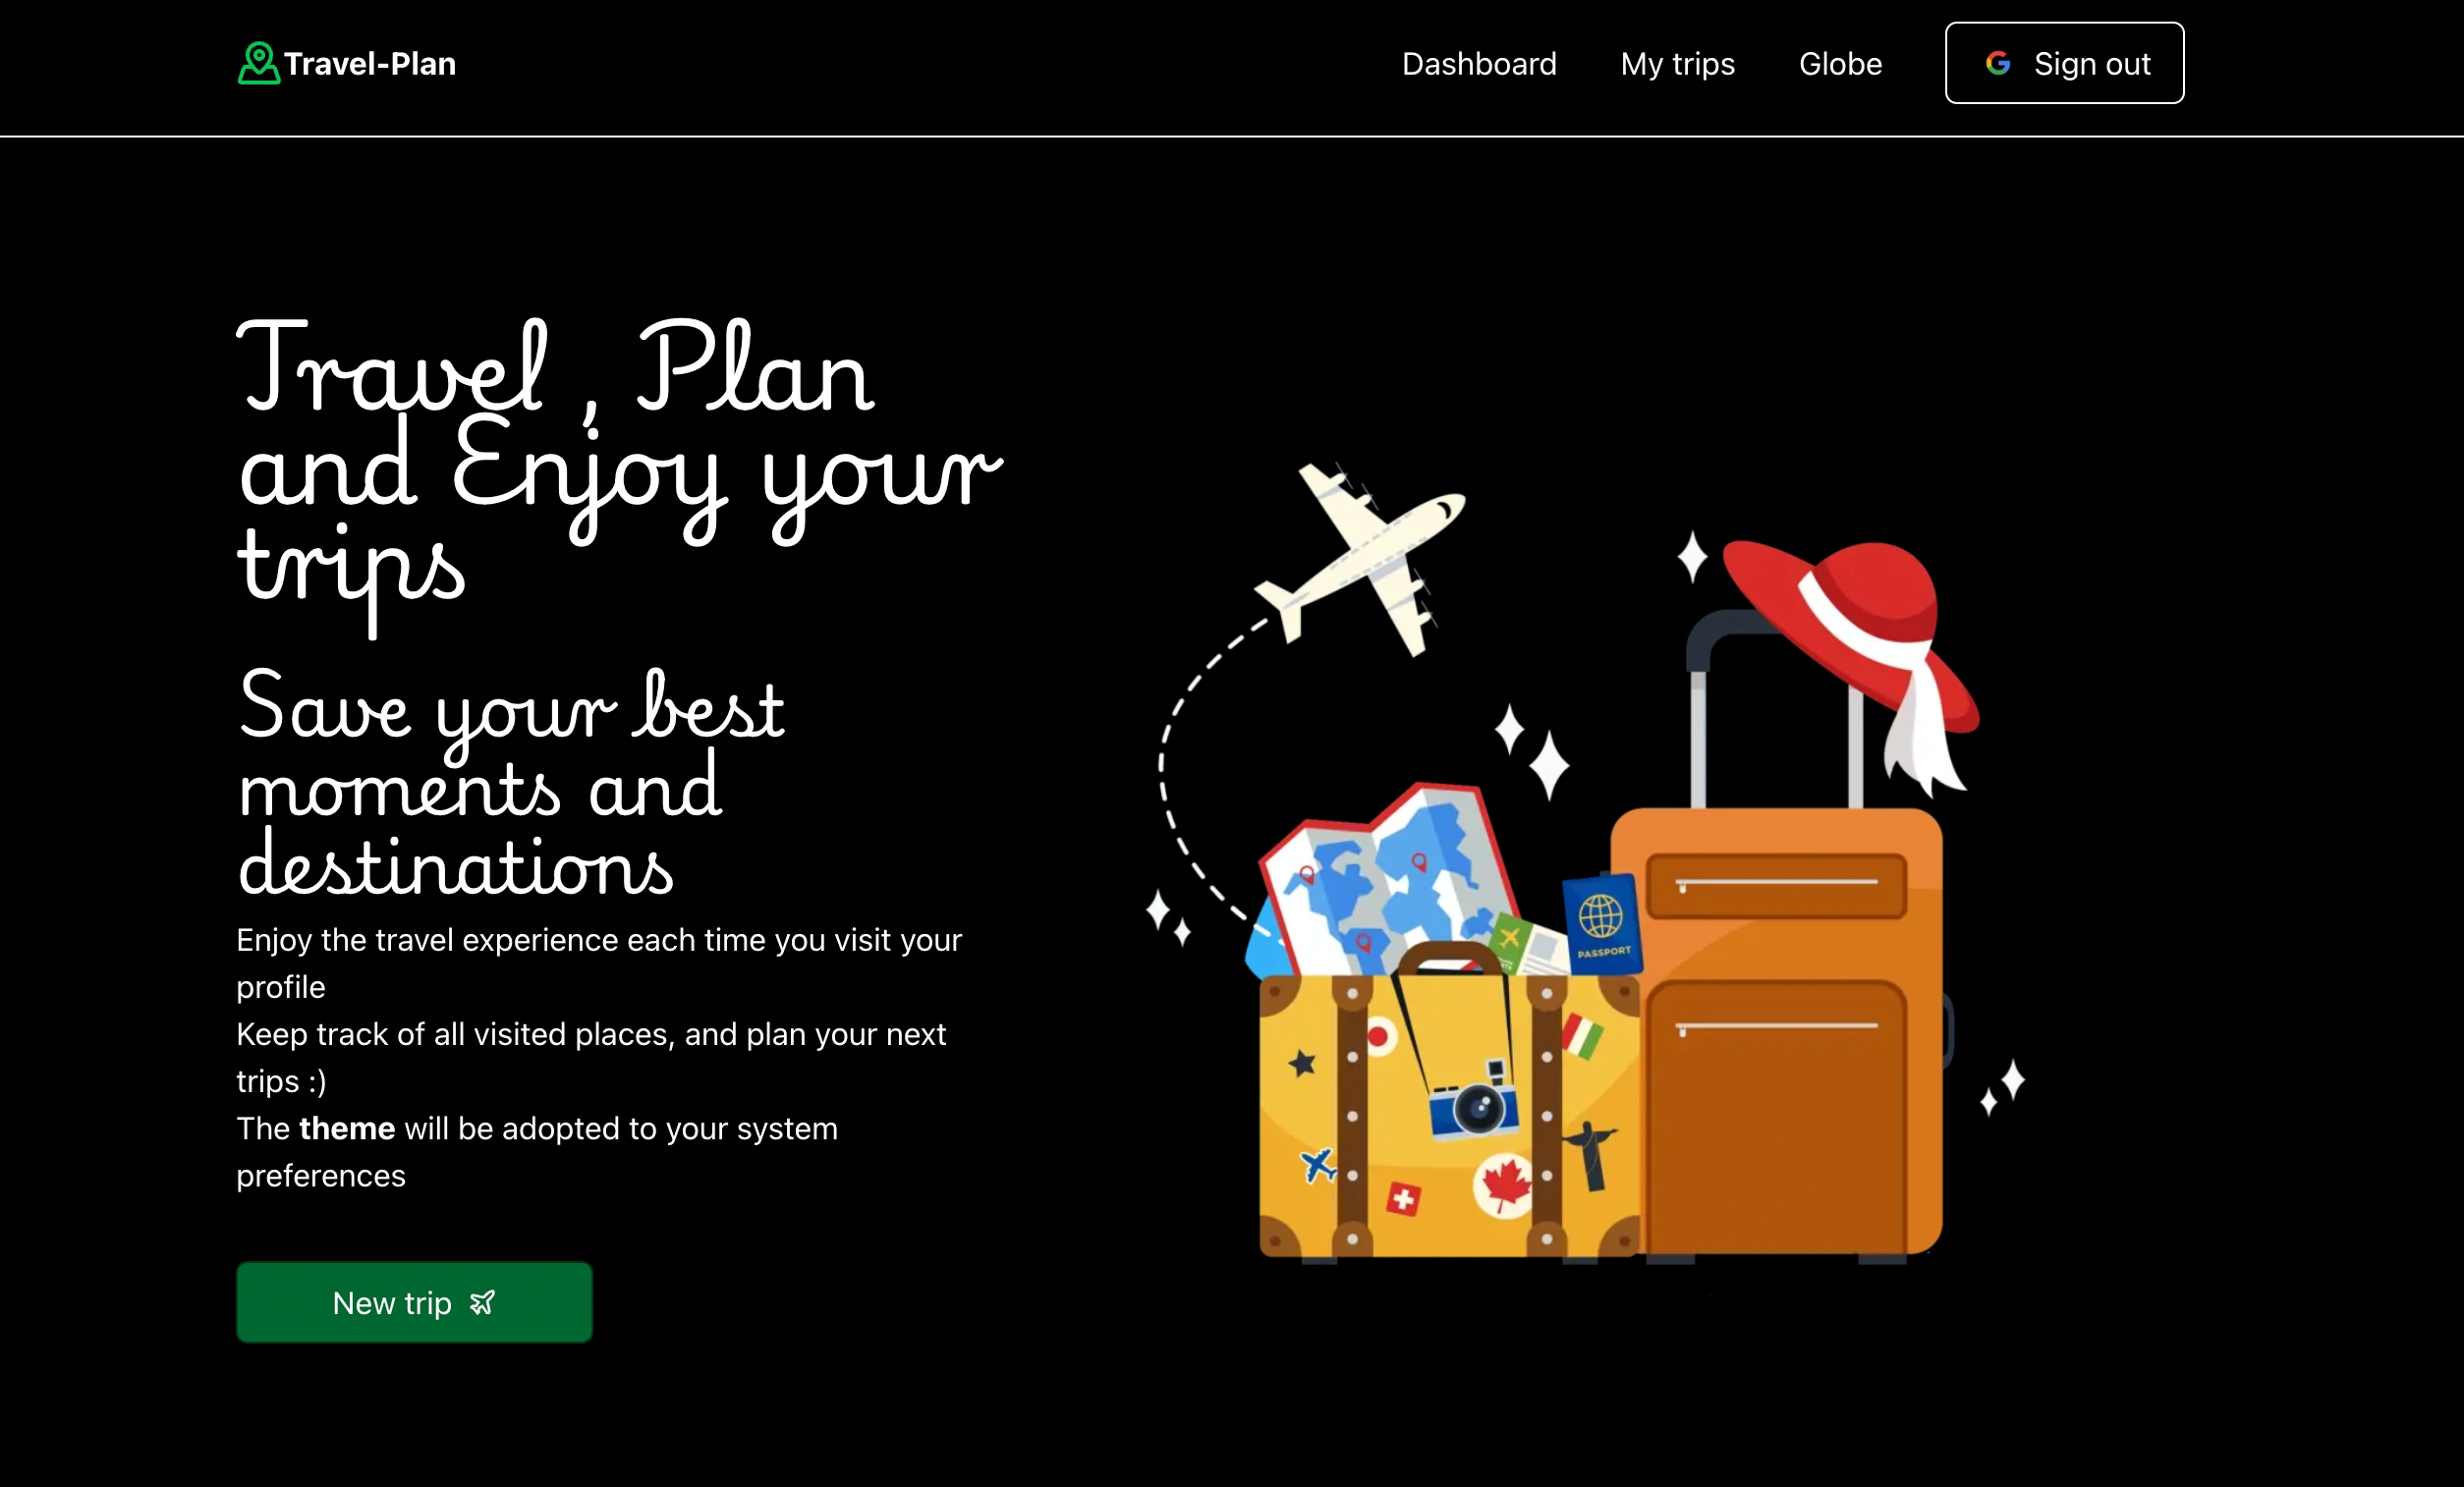 Travel-Plan
Dashboard
My trips
Globe
Sign out
Travel , Plan
and Enjoy your
trips
Save your best
moments and
destinations
Enjoy the travel experience each time you visit your
profile
Keep track of all visited places, and plan your next
trips :)
The theme will be adopted to your system
preferences
New trip
PASSPORT